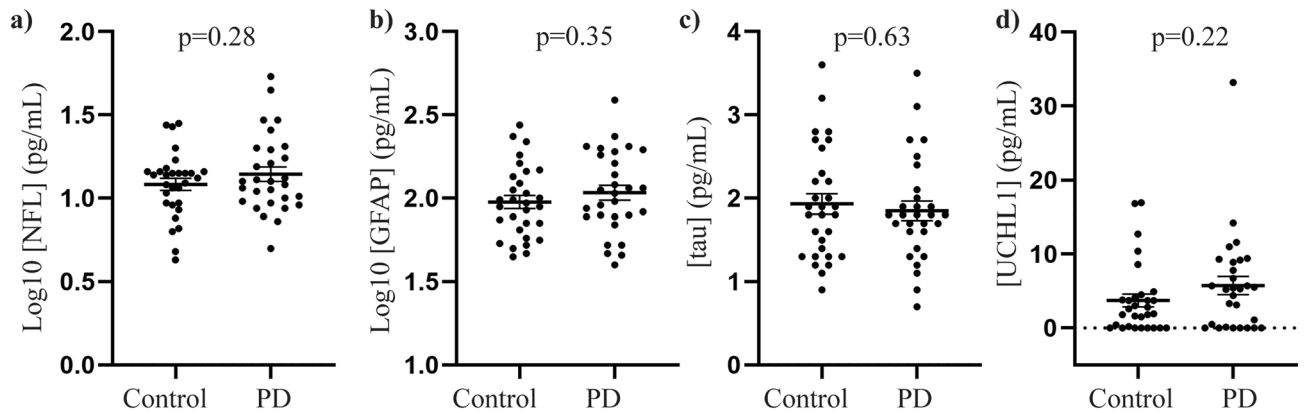 a)
p=0.28
Log10 [NFL] (pg/mL)
2.0
1.5
1.0
0.5
0.0
Control PD
b)
p=0.35
Log10 [GFAP] (pg/mL)
3.0
2.5
2.0
1.5
1.0
Control PD
c)
p=0.63
[tau] (pg/mL)
4
3
2
1
0
Control PD
d)
p=0.22
[UCHL1] (pg/mL)
40
30
20
10
0
Control PD